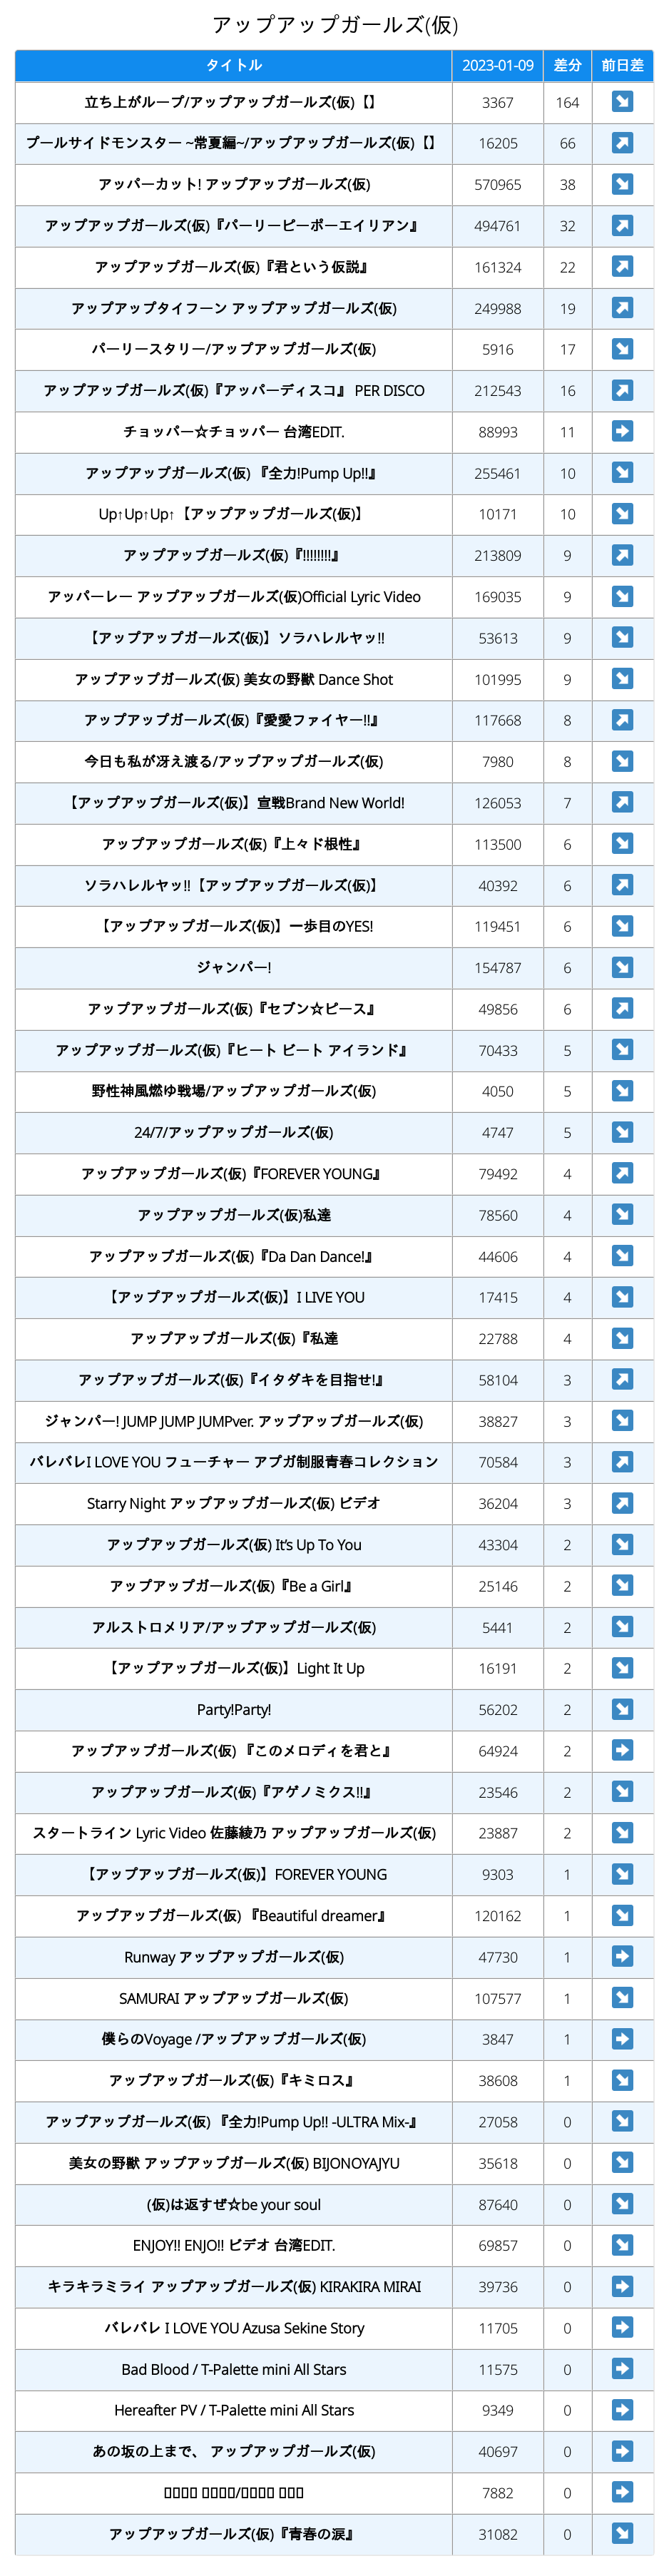 アップアップガールズ(仮)
タイトル 2023-01-09 差分 前日差
立ち上がループ/アップアップガールズ(仮)【】 3367 164 ↘
プールサイドモンスター ~常夏編~/アップアップガールズ(仮)【】 16205 66 ↗
アッパーカット! アップアップガールズ(仮) 570965 38 ↘
アップアップガールズ(仮)『パーリーピーポーエイリアン』 494761 32 ↗
アップアップガールズ(仮)『君という仮説』 161324 22 ↗
アップアップタイフーン アップアップガールズ(仮) 249988 19 ↗
パーリースタリー/アップアップガールズ(仮) 5916 17 ↘
アップアップガールズ(仮)『アッパーディスコ』 PER DISCO 212543 16 ↗
チョッパー☆チョッパー 台湾EDIT. 88993 11 ➡
アップアップガールズ(仮) 『全力!Pump Up!!』 255461 10 ↘
Up↑Up↑Up↑【アップアップガールズ(仮)】 10171 10 ↘
アップアップガールズ(仮)『!!!!!!!!』 213809 9 ↗
アッパーレー アップアップガールズ(仮)Official Lyric Video 169035 9 ↘
【アップアップガールズ(仮)】ソラハレルヤッ!! 53613 9 ↘
アップアップガールズ(仮) 美女の野獣 Dance Shot 101995 9 ↘
アップアップガールズ(仮)『愛愛ファイヤー!!』 117668 8 ↗
今日も私が冴え渡る/アップアップガールズ(仮) 7980 8 ↘
【アップアップガールズ(仮)】宣戦Brand New World! 126053 7 ↗
アップアップガールズ(仮)『上々ド根性』 113500 6 ↘
ソラハレルヤッ!!【アップアップガールズ(仮)】 40392 6 ↗
【アップアップガールズ(仮)】一歩目のYES! 119451 6 ↘
ジャンパー! 154787 6 ↘
アップアップガールズ(仮)『セブン☆ピース』 49856 6 ↗
アップアップガールズ(仮)『ヒート ビート アイランド』 70433 5 ↘
野性神風燃ゆ戦場/アップアップガールズ(仮) 4050 5 ↘
24/7/アップアップガールズ(仮) 4747 5 ↘
アップアップガールズ(仮)『FOREVER YOUNG』 79492 4 ↗
アップアップガールズ(仮)私達 78560 4 ↘
アップアップガールズ(仮)『Da Dan Dance!』 44606 4 ↘
【アップアップガールズ(仮)】I LIVE YOU 17415 4 ↘
アップアップガールズ(仮)『私達 22788 4 ↘
アップアップガールズ(仮)『イタダキを目指せ!』 58104 3 ↗
ジャンパー! JUMP JUMP JUMPver. アップアップガールズ(仮) 38827 3 ↘
バレバレI LOVE YOU フューチャー アプガ制服青春コレクション 70584 3 ↗
Starry Night アップアップガールズ(仮) ビデオ 36204 3 ↗
アップアップガールズ(仮) It’s Up To You 43304 2 ↘
アップアップガールズ(仮)『Be a Girl』 25146 2 ↘
アルストロメリア/アップアップガールズ(仮) 5441 2 ↘
【アップアップガールズ(仮)】Light It Up 16191 2 ↘
Party!Party! 56202 2 ↘
アップアップガールズ(仮) 『このメロディを君と』 64924 2 ➡
アップアップガールズ(仮)『アゲノミクス!!』 23546 2 ↘
スタートライン Lyric Video 佐藤綾乃 アップアップガールズ(仮) 23887 2 ↘
【アップアップガールズ(仮)】FOREVER YOUNG 9303 1 ↘
アップアップガールズ(仮) 『Beautiful dreamer』 120162 1 ↘
Runway アップアップガールズ(仮) 47730 1 ➡
SAMURAI アップアップガールズ(仮) 107577 1 ↘
僕らのVoyage /アップアップガールズ(仮) 3847 1 ➡
アップアップガールズ(仮)『キミロス』 38608 1 ↘
アップアップガールズ(仮) 『全力!Pump Up!! -ULTRA Mix-』 27058 0 ↘
美女の野獣 アップアップガールズ(仮) BIJONOYAJYU 35618 0 ↘
(仮)は返すぜ☆be your soul 87640 0 ↘
ENJOY!! ENJO!! ビデオ 台湾EDIT. 69857 0 ↘
キラキラミライ アップアップガールズ(仮) KIRAKIRA MIRAI 39736 0 ➡
バレバレ I LOVE YOU Azusa Sekine Story 11705 0 ➡
Bad Blood / T-Palette mini All Stars 11575 0 ➡
Hereafter PV / T-Palette mini All Stars 9349 0 ➡
あの坂の上まで、 アップアップガールズ(仮) 40697 0 ➡
7882 0 ➡
アップアップガールズ(仮)『青春の涙』 31082 0 ➡